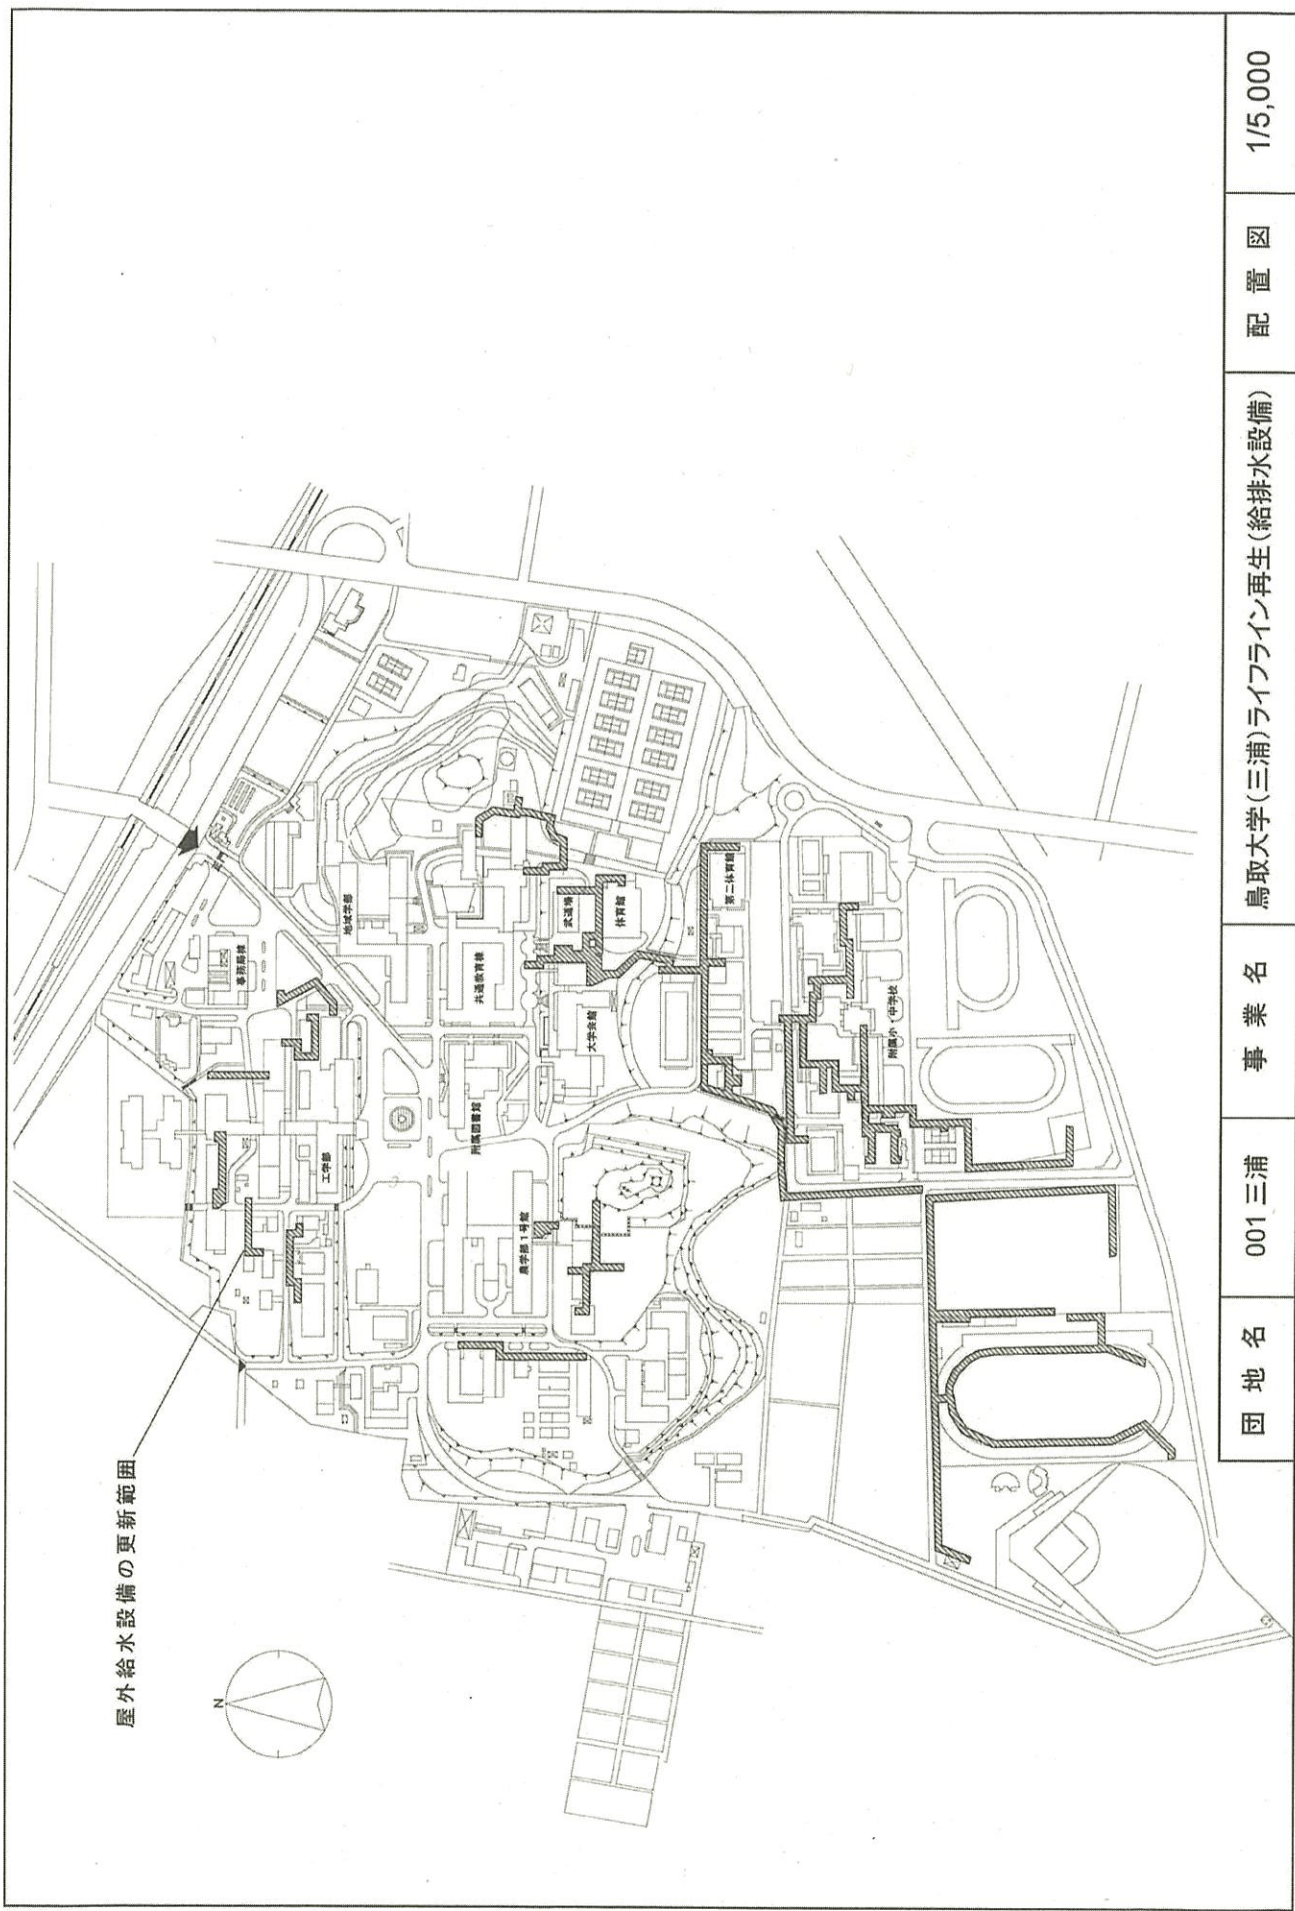 屋外給水設備の更新範囲
N
正門
事務局棟
地域学部
工学部
共通教育棟
附属図書館
武道場
体育館
大学会館
農学部1号館
第二体育館
附属小・中学校
団地名
001 三浦
事業名
鳥取大学(三浦)ライフライン再生(給排水設備)
配置図
1/5,000